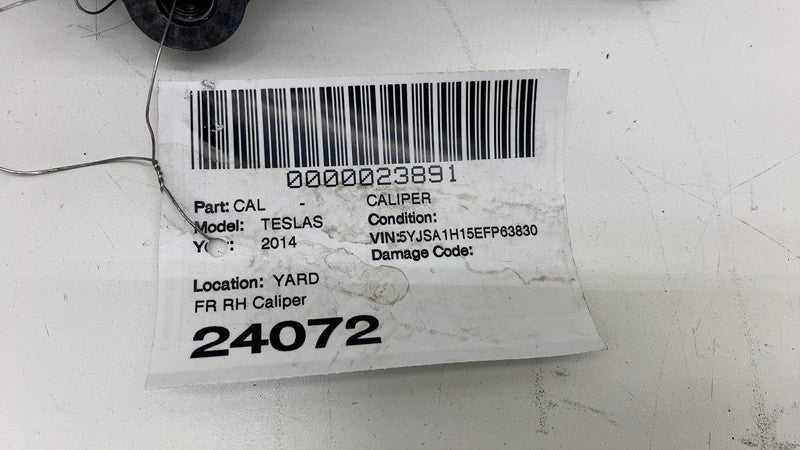 0000023891
Part: CAL - CALIPER
Model: TESLAS Condition:
2014 VIN:5YJSA1H15EFP63830
Damage Code:
Location: YARD
FR RH Caliper
24072